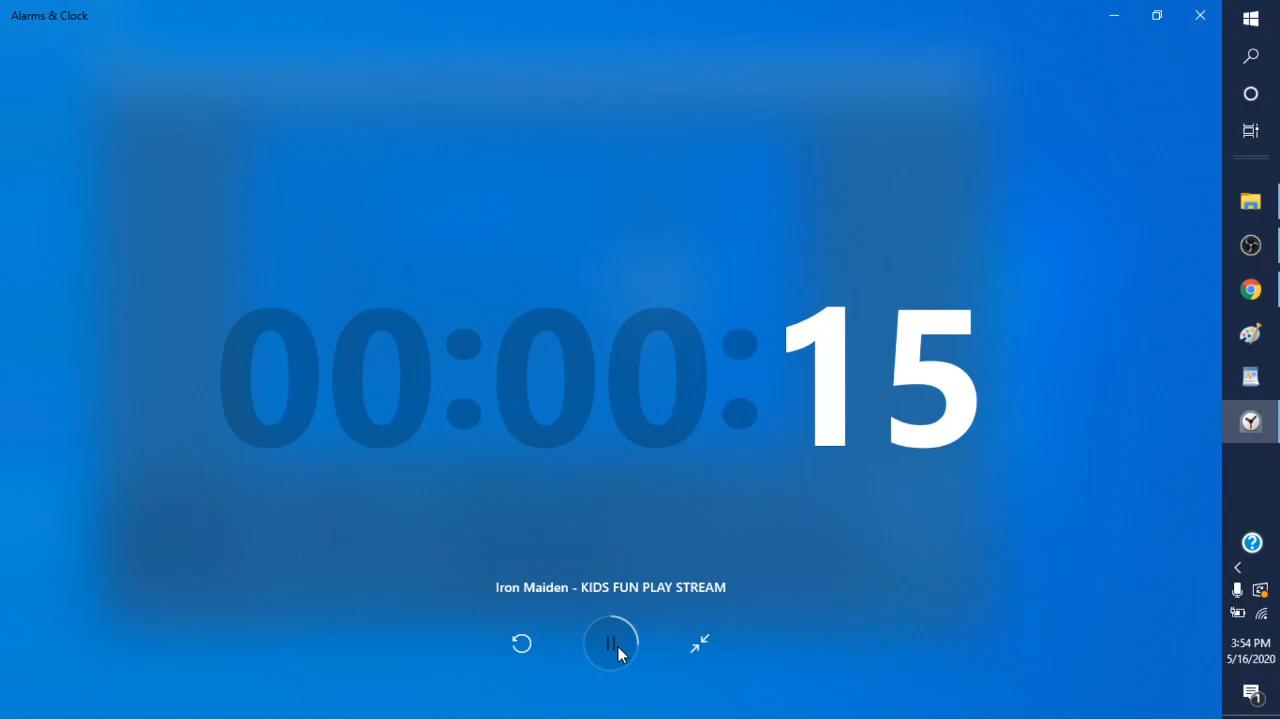 Alarms & Clock
00:00:15
Iron Maiden - KIDS FUN PLAY STREAM
3:54 PM
5/16/2020
1